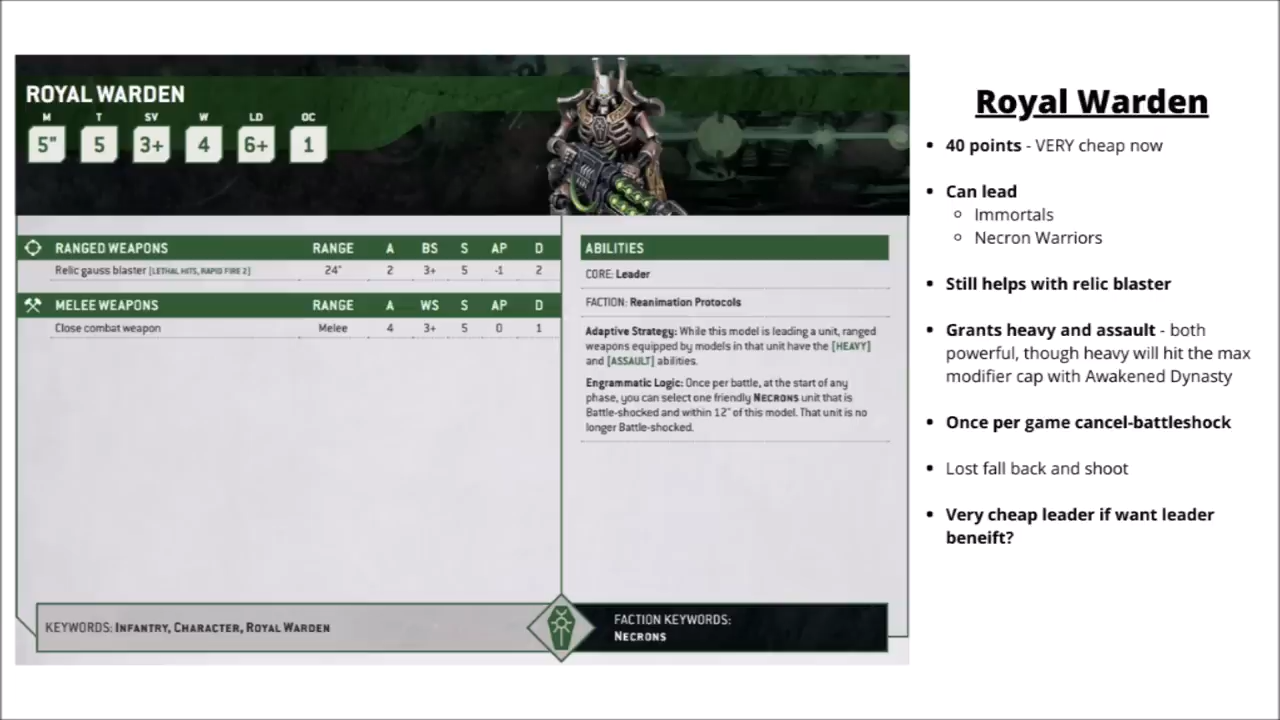 ROYAL WARDEN
M T SV W LD OC
5" 5 3+ 4 6+ 1
RANGED WEAPONS RANGE A BS S AP D
Relic gauss blaster [LETHAL HITS, RAPID FIRE 2] 24" 2 3+ 5 -1 2
MELEE WEAPONS RANGE A WS S AP D
Close combat weapon Melee 4 3+ 5 0 1
ABILITIES
CORE: Leader
FACTION: Reanimation Protocols
Adaptive Strategy: While this model is leading a unit, ranged
weapons equipped by models in that unit have the [HEAVY]
and [ASSAULT] abilities.
Engrammatic Logic: Once per battle, at the start of any
phase, you can select one friendly NECRONS unit that is
Battle-shocked and within 12" of this model. That unit is no
longer Battle-shocked.
KEYWORDS: INFANTRY, CHARACTER, ROYAL WARDEN
FACTION KEYWORDS:
NECRONS
Royal Warden
• 40 points - VERY cheap now
• Can lead
○ Immortals
○ Necron Warriors
• Still helps with relic blaster
• Grants heavy and assault - both
powerful, though heavy will hit the max
modifier cap with Awakened Dynasty
• Once per game cancel-battleshock
• Lost fall back and shoot
• Very cheap leader if want leader
beneift?